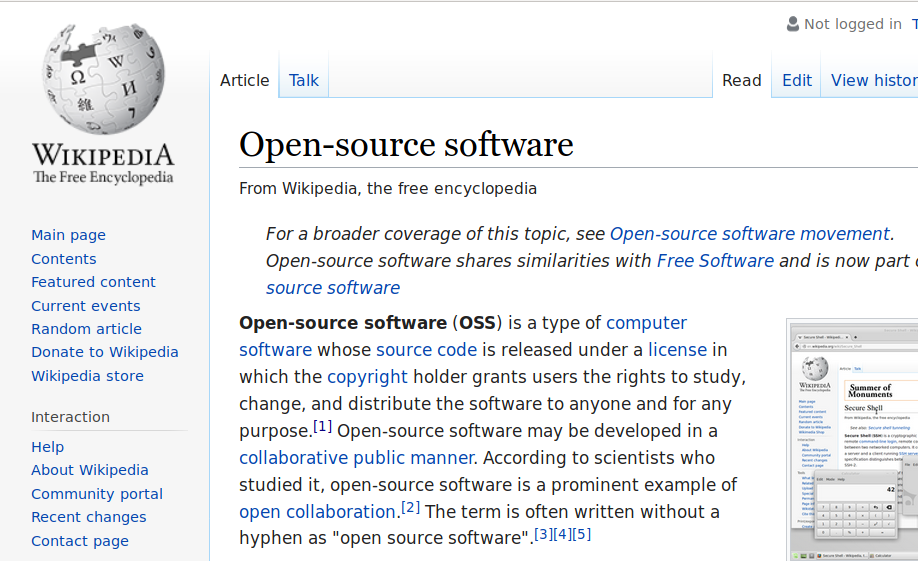 Not logged in
Article Talk Read Edit View histor
WIKIPEDIA
The Free Encyclopedia
Main page
Contents
Featured content
Current events
Random article
Donate to Wikipedia
Wikipedia store
Interaction
Help
About Wikipedia
Community portal
Recent changes
Contact page
Open-source software
From Wikipedia, the free encyclopedia
For a broader coverage of this topic, see Open-source software movement.
Open-source software shares similarities with Free Software and is now part
source software
Open-source software (OSS) is a type of computer
software whose source code is released under a license in
which the copyright holder grants users the rights to study,
change, and distribute the software to anyone and for any
purpose.[1] Open-source software may be developed in a
collaborative public manner. According to scientists who
studied it, open-source software is a prominent example of
open collaboration.[2] The term is often written without a
hyphen as "open source software".[3][4][5]
Summer of
Monuments
Secure Shell
42